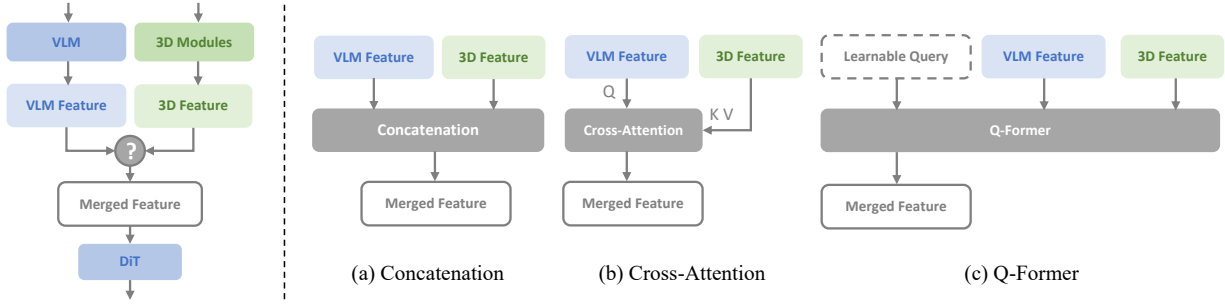 VLM
3D Modules
VLM Feature
3D Feature
?
Merged Feature
DiT
VLM Feature
3D Feature
Concatenation
Merged Feature
(a) Concatenation
VLM Feature
3D Feature
Q
K V
Cross-Attention
Merged Feature
(b) Cross-Attention
Learnable Query
VLM Feature
3D Feature
Q-Former
Merged Feature
(c) Q-Former